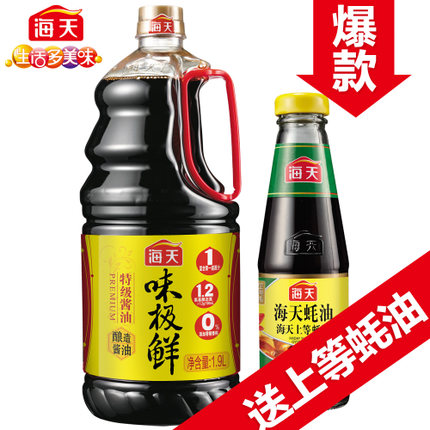 海天
生活多美味
爆款
海天
味极鲜
特级酱油
PREMIUM
酿造
酱油
1
1.2
0%
净含量:1.9L
海天
海天
海天蚝油
海天上等蚝
送上等蚝油